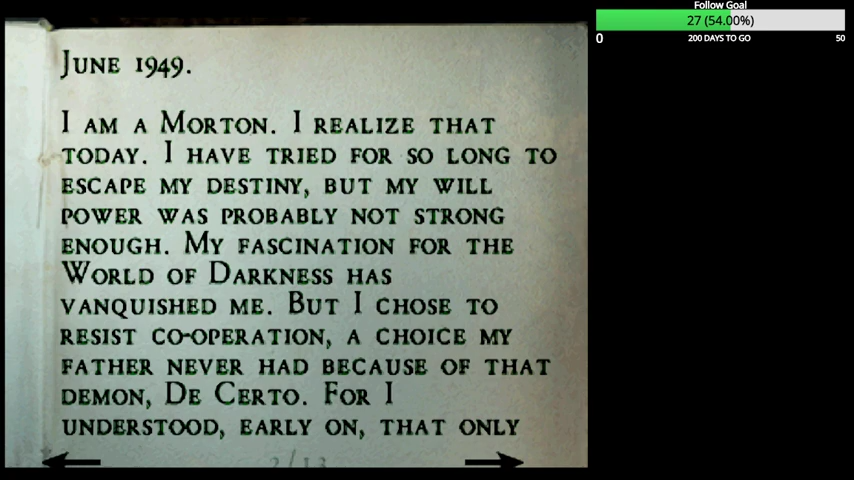 Follow Goal
27 (54.00%)
0 200 DAYS TO GO 50
JUNE 1949.
I AM A MORTON. I REALIZE THAT
TODAY. I HAVE TRIED FOR SO LONG TO
ESCAPE MY DESTINY, BUT MY WILL
POWER WAS PROBABLY NOT STRONG
ENOUGH. MY FASCINATION FOR THE
WORLD OF DARKNESS HAS
VANQUISHED ME. BUT I CHOSE TO
RESIST CO-OPERATION, A CHOICE MY
FATHER NEVER HAD BECAUSE OF THAT
DEMON, DE CERTO. FOR I
UNDERSTOOD, EARLY ON, THAT ONLY
2/13